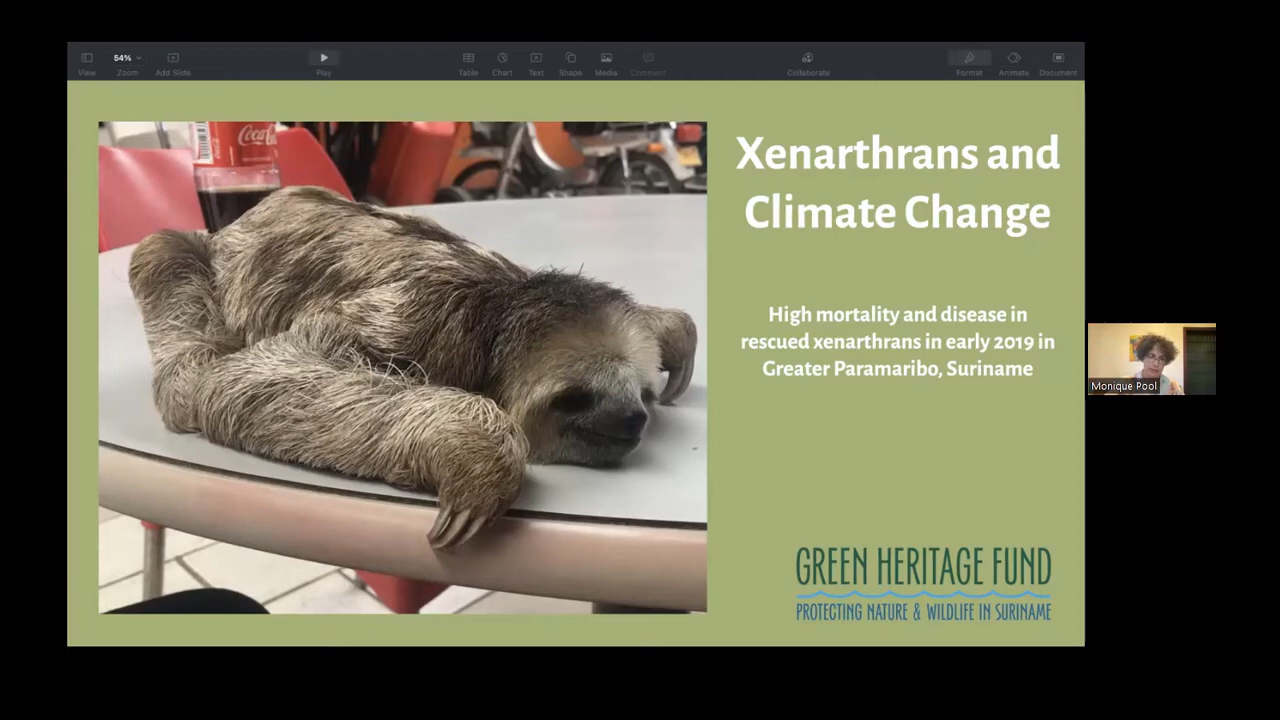 54%
View
Zoom
Add Slide
Play
Table
Chart
Text
Shape
Media
Comment
Collaborate
Format
Animate
Document
Coca-Cola
Xenarthrans and
Climate Change
High mortality and disease in
rescued xenarthrans in early 2019 in
Greater Paramaribo, Suriname
Monique Pool
GREEN HERITAGE FUND
PROTECTING NATURE & WILDLIFE IN SURINAME